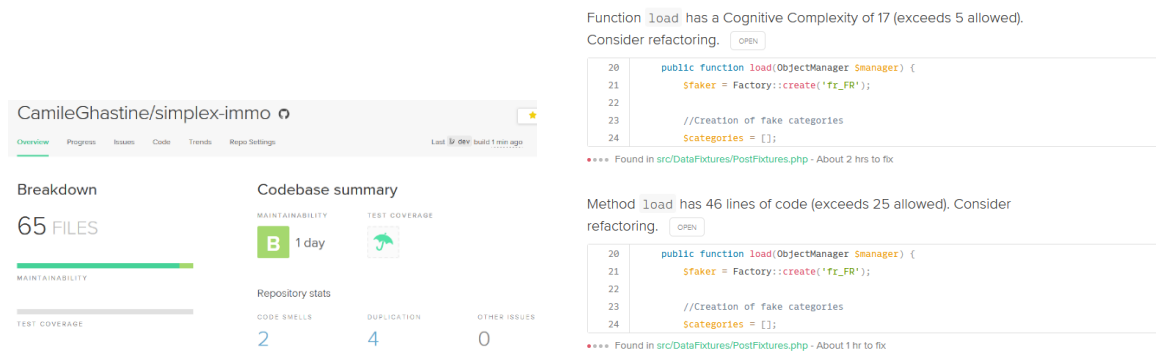 CamileGhastine/simplex-immo
Overview Progress Issues Code Trends Repo Settings Last dev build 1 min ago
Breakdown
65 FILES
MAINTAINABILITY
TEST COVERAGE
Codebase summary
MAINTAINABILITY TEST COVERAGE
B 1 day
Repository stats
CODE SMELLS DUPLICATION OTHER ISSUES
2 4 0
Function load has a Cognitive Complexity of 17 (exceeds 5 allowed).
Consider refactoring. OPEN
20 public function load(ObjectManager $manager) {
21 $faker = Factory::create('fr_FR');
22
23 //Creation of fake categories
24 $categories = [];
Found in src/DataFixtures/PostFixtures.php - About 2 hrs to fix
Method load has 46 lines of code (exceeds 25 allowed). Consider
refactoring. OPEN
20 public function load(ObjectManager $manager) {
21 $faker = Factory::create('fr_FR');
22
23 //Creation of fake categories
24 $categories = [];
Found in src/DataFixtures/PostFixtures.php - About 1 hr to fix